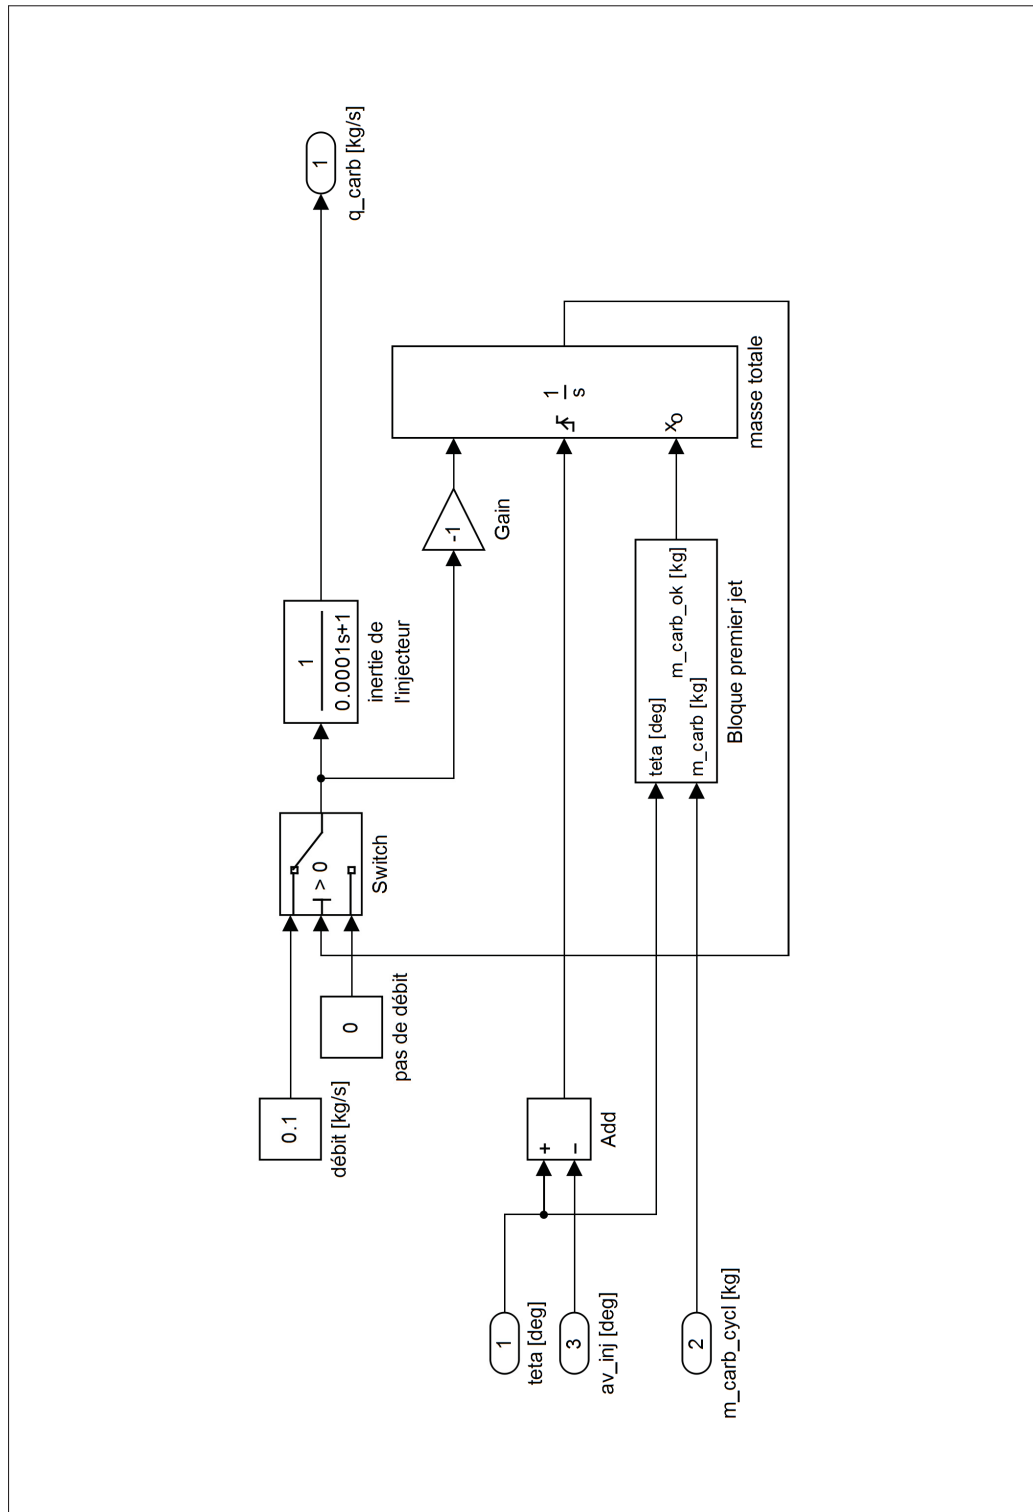 0.1
débit [kg/s]
0
pas de débit
> 0
Switch
1
0.0001s+1
inertie de
l'injecteur
1
q_carb [kg/s]
-1
Gain
1
s
xo
masse totale
1
teta [deg]
3
av_inj [deg]
+
−
Add
2
m_carb_cycl [kg]
teta [deg]
m_carb_ok [kg]
m_carb [kg]
Bloque premier jet